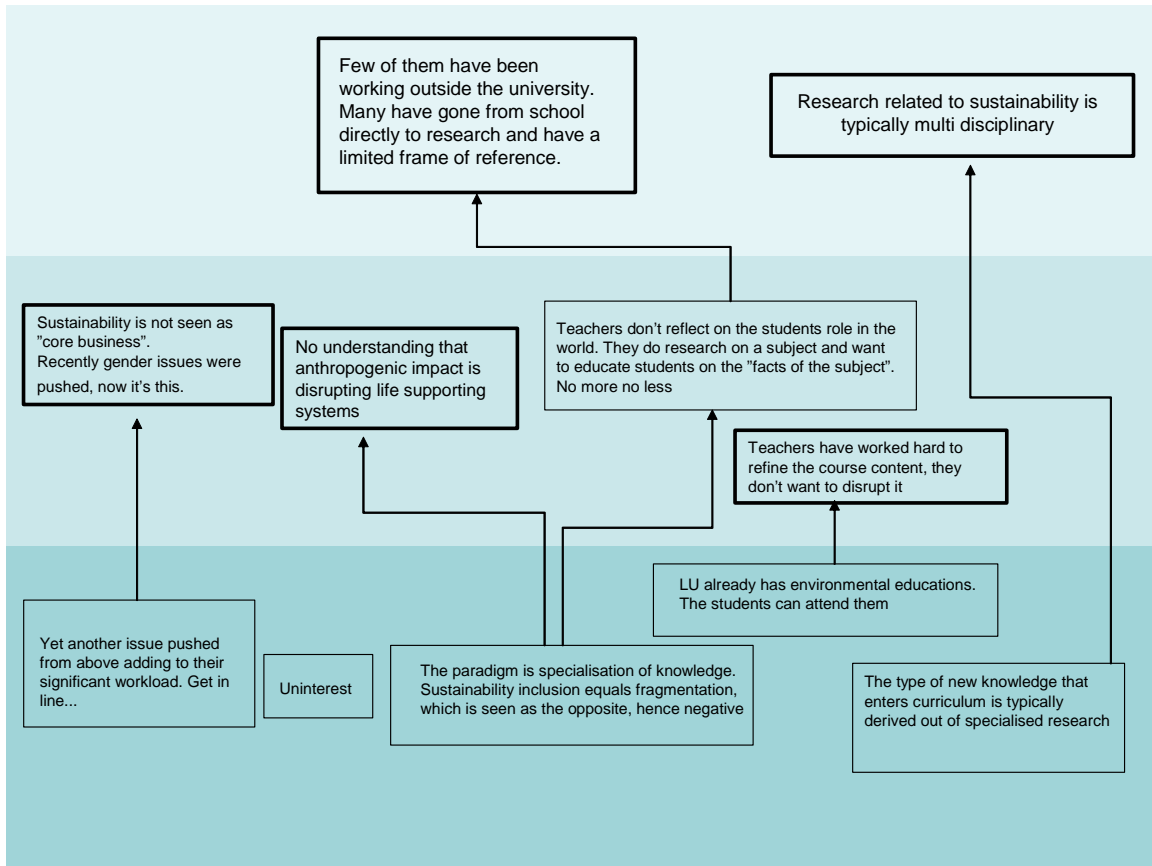 Few of them have been
working outside the university.
Many have gone from school
directly to research and have a
limited frame of reference.
Research related to sustainability is
typically multi disciplinary
Sustainability is not seen as
”core business”.
Recently gender issues were
pushed, now it’s this.
No understanding that
anthropogenic impact is
disrupting life supporting
systems
Teachers don’t reflect on the students role in the
world. They do research on a subject and want
to educate students on the ”facts of the subject”.
No more no less
Teachers have worked hard to
refine the course content, they
don’t want to disrupt it
LU already has environmental educations.
The students can attend them
Yet another issue pushed
from above adding to their
significant workload. Get in
line...
Uninterest
The paradigm is specialisation of knowledge.
Sustainability inclusion equals fragmentation,
which is seen as the opposite, hence negative
The type of new knowledge that
enters curriculum is typically
derived out of specialised research